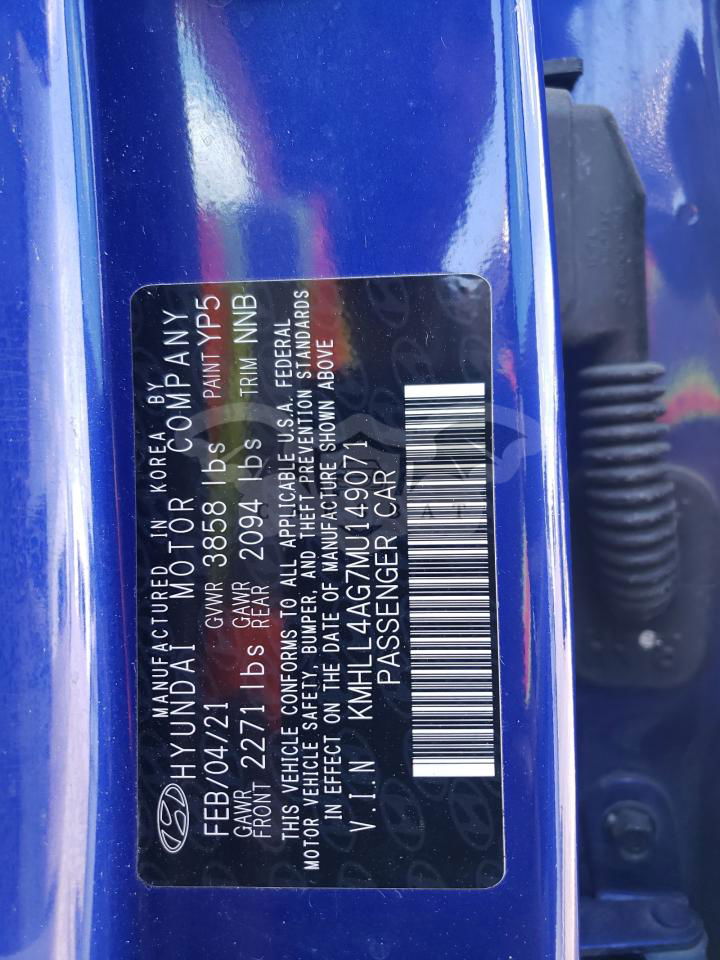 MANUFACTURED IN KOREA BY
HYUNDAI MOTOR COMPANY
FEB/04/21 GVWR 3858 lbs PAINT YP5
GAWR FRONT 2271 lbs GAWR REAR 2094 lbs TRIM NNB
THIS VEHICLE CONFORMS TO ALL APPLICABLE U.S.A. FEDERAL
MOTOR VEHICLE SAFETY, BUMPER, AND THEFT PREVENTION STANDARDS
IN EFFECT ON THE DATE OF MANUFACTURE SHOWN ABOVE
V.I.N KMHLL4AG7MU149071
PASSENGER CAR